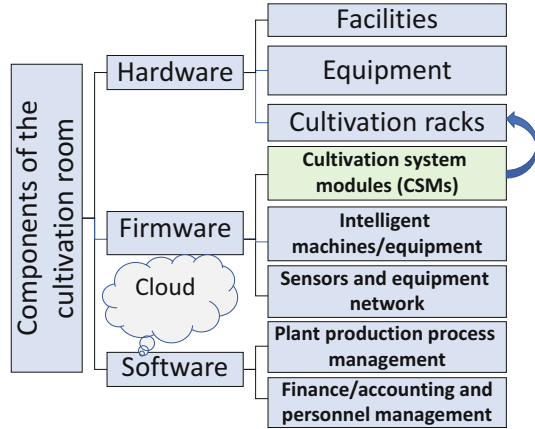 Components of the
cultivation room
Hardware
Facilities
Equipment
Cultivation racks
Firmware
Cultivation system
modules (CSMs)
Intelligent
machines/equipment
Sensors and equipment
network
Cloud
Software
Plant production process
management
Finance/accounting and
personnel management